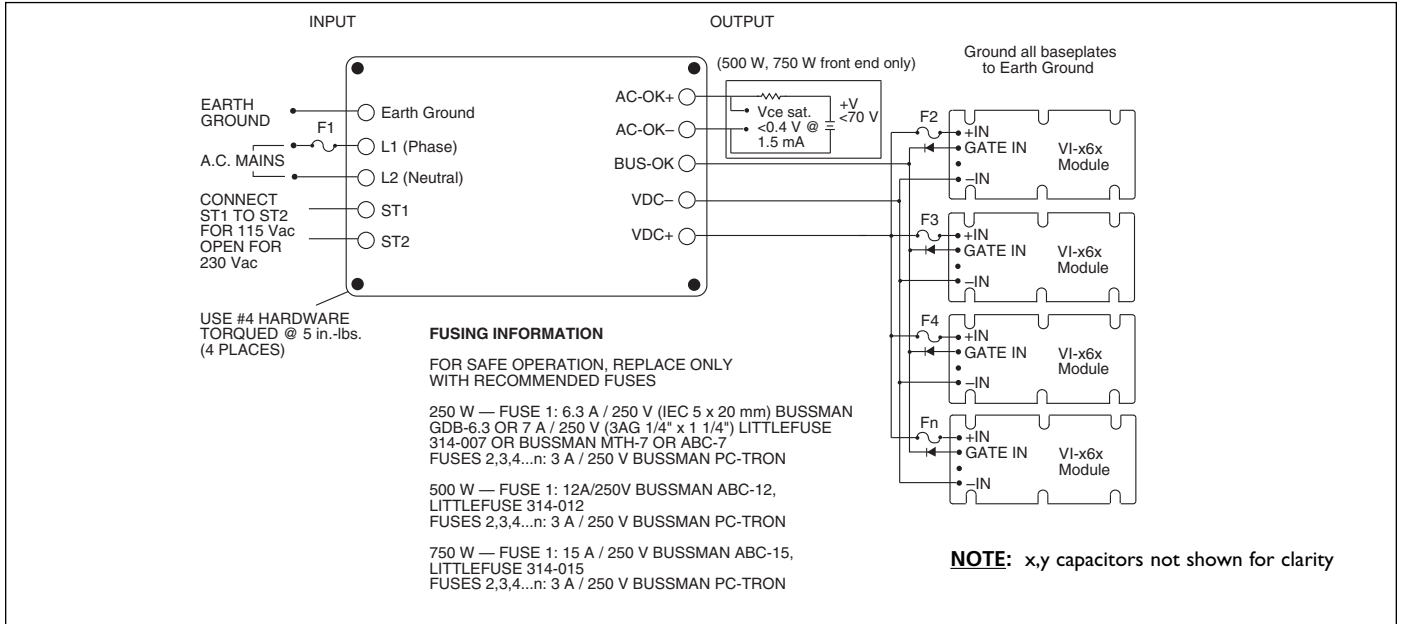 INPUT
OUTPUT
EARTH
GROUND
F1
A.C. MAINS
CONNECT
ST1 TO ST2
FOR 115 Vac
OPEN FOR
230 Vac
USE #4 HARDWARE
TORQUED @ 5 in.-lbs.
(4 PLACES)
Earth Ground
L1 (Phase)
L2 (Neutral)
ST1
ST2
AC-OK+
AC-OK–
BUS-OK
VDC–
VDC+
(500 W, 750 W front end only)
Vce sat.
<0.4 V @
1.5 mA
+V
<70 V
Ground all baseplates
to Earth Ground
F2
+IN
GATE IN
–IN
VI-x6x
Module
F3
+IN
GATE IN
–IN
VI-x6x
Module
F4
+IN
GATE IN
–IN
VI-x6x
Module
Fn
+IN
GATE IN
–IN
VI-x6x
Module
FUSING INFORMATION
FOR SAFE OPERATION, REPLACE ONLY
WITH RECOMMENDED FUSES
250 W — FUSE 1: 6.3 A / 250 V (IEC 5 x 20 mm) BUSSMAN
GDB-6.3 OR 7 A / 250 V (3AG 1/4" x 1 1/4") LITTLEFUSE
314-007 OR BUSSMAN MTH-7 OR ABC-7
FUSES 2,3,4...n: 3 A / 250 V BUSSMAN PC-TRON
500 W — FUSE 1: 12A/250V BUSSMAN ABC-12,
LITTLEFUSE 314-012
FUSES 2,3,4...n: 3 A / 250 V BUSSMAN PC-TRON
750 W — FUSE 1: 15 A / 250 V BUSSMAN ABC-15,
LITTLEFUSE 314-015
FUSES 2,3,4...n: 3 A / 250 V BUSSMAN PC-TRON
NOTE: x,y capacitors not shown for clarity